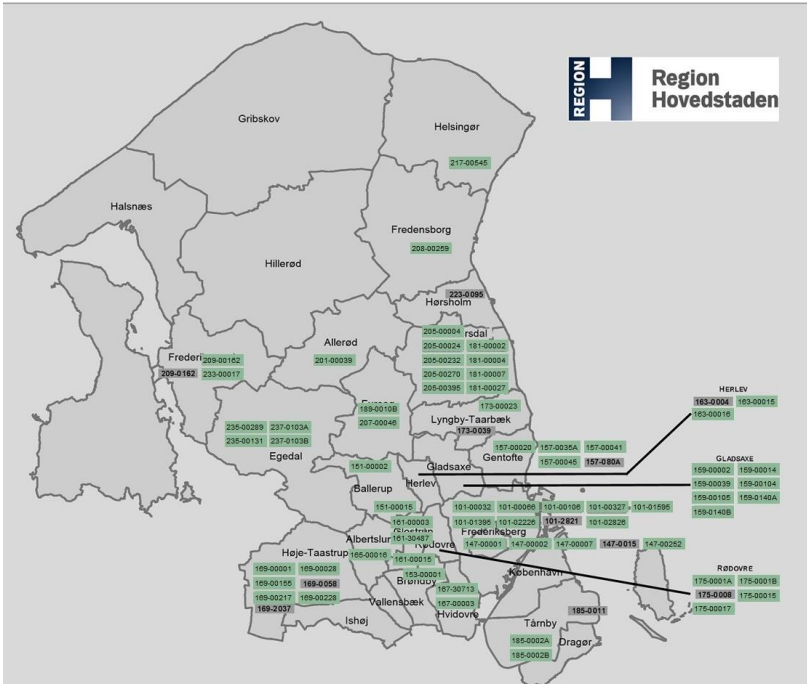 REGION
Region
Hovedstaden
Gribskov
Helsingør
217-00545
Halsnæs
Fredensborg
208-00259
Hillerød
223-0095
Hørsholm
205-00004 rsdal
205-00024 181-00002
205-00232 181-00004
205-00270 181-00007
205-00395 181-00027
Allerød
201-00039
Frederi 209-00162
209-0162 233-00017
189-0010B
207-00046
173-00023
Lyngby-Taarbæk
173-0039
235-00289 237-0103A
235-00131 237-0103B
Egedal
157-00020 157-0035A 157-00041
Gentofte 157-00045 157-080A
HERLEV
163-0004 163-00015
163-00016
151-00002
Gladsaxe
Ballerup
Herlev
GLADSAXE
159-00002 159-00014
159-00039 159-00104
159-00105 159-0140A
159-0140B
151-00015
101-00032 101-00066 101-00106 101-00327 101-01595
101-01395 101-02226 101-2821 101-02826
161-00003
Frederiksberg
161-30487
Albertslun
Rødovre
147-00001 147-00002 147-00007 147-0015 147-00252
Høje-Taastrup
165-00016
161-00015
169-00001 169-00028
169-00155 169-0058
169-00217 169-00228
169-2037
153-00001
Brøndby
København
RØDOVRE
175-0001A 175-0001B
175-0008 175-00015
175-00017
167-30713
167-00003
Vallensbæk
Hvidovre
Ishøj
185-0011
Tårnby
185-0002A
Dragør
185-0002B